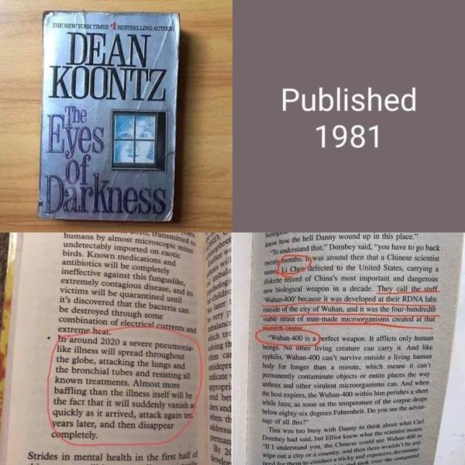 THE NEW YORK TIMES #1 BESTSELLING AUTHOR
DEAN
KOONTZ
The
Eyes
of
Darkness
Published
1981
humans by almost microscopic
undetectably imported on exotic
birds. Known medications and
antibiotics will be completely
ineffective against this funguslike,
extremely contagious disease, and its
victims will be quarantined until
it's discovered that the bacteria can
be destroyed through some
combination of electrical currents and
extreme heat.
• In around 2020 a severe pneumonia-
like illness will spread throughout
the globe, attacking the lungs and
the bronchial tubes and resisting all
known treatments. Almost more
baffling than the illness itself will be
the fact that it will suddenly vanish as
quickly as it arrived, attack again ten
years later, and then disappear
completely.
Strides in mental health in the first half of
know how the hell Danny wound up in this place."
"To understand that," Dombey said, "you have to go back
months. It was around then that a Chinese scientist
named Li Chen defected to the United States, carrying a
diskette record of China's most important and dangerous
new biological weapon in a decade. They call the stuff
'Wuhan-400' because it was developed at their RDNA labs
outside of the city of Wuhan, and it was the four-hundredth
viable strain of man-made microorganisms created at that
research center.
"Wuhan-400 is a perfect weapon. It afflicts only human
beings. No other living creature can carry it. And like
syphilis, Wuhan-400 can't survive outside a living human
body for longer than a minute, which means it can't
permanently contaminate objects or entire places the way
anthrax and other virulent microorganisms can. And when
the host expires, the Wuhan-400 within him perishes a short
while later, as soon as the temperature of the corpse drops
below eighty-six degrees Fahrenheit. Do you see the advan-
tage of all this?"
Tina was too busy with Danny to think about what Carl
Dombey had said, but Elliot knew what the scientist meant.
"If I understand you, the Chinese could use Wuhan-400 to
wipe out a city or a country, and then there wouldn't be any
need for them to conduct a tricky and expensive